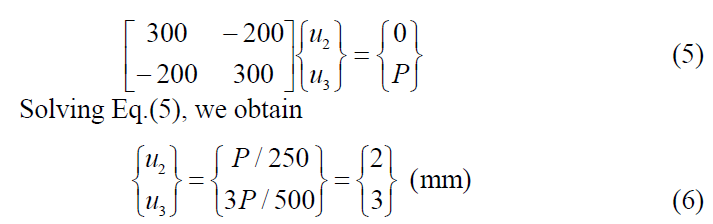 [300 −200; −200 300] {u₂; u₃} = {0; P} (5)
Solving Eq.(5), we obtain
{u₂; u₃} = {P / 250; 3P / 500} = {2; 3} (mm) (6)